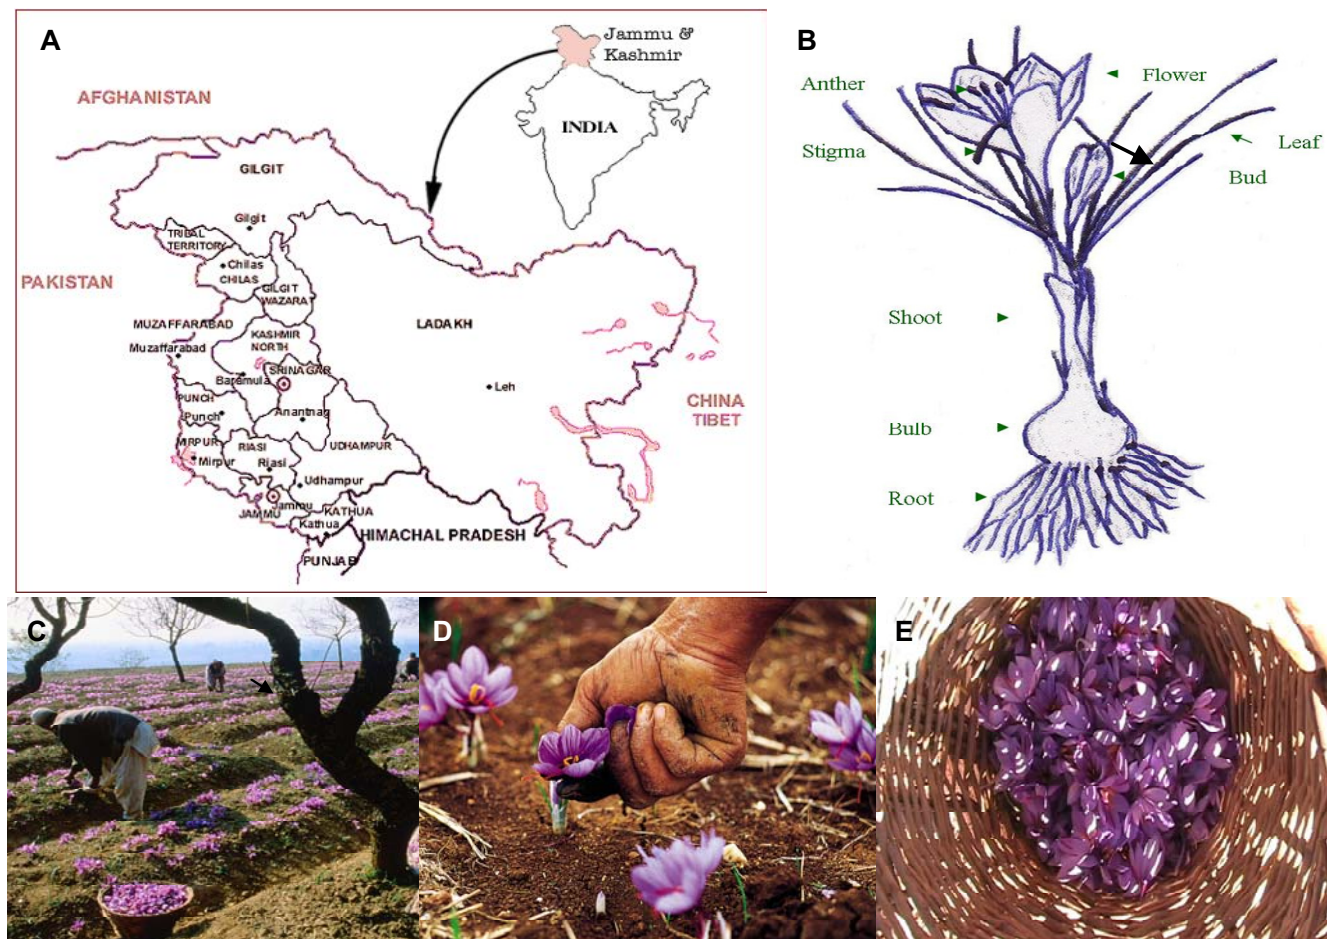 A
Jammu &
Kashmir
INDIA
AFGHANISTAN
GILGIT
Gilgit
TRIBAL
TERRITORY
Chilas
CHILAS
GILGIT
WAZARAT
PAKISTAN
MUZAFFARABAD
Muzaffarabad
KASHMIR
NORTH
LADAKH
SRINAGAR
Baramula
Leh
PUNCH
Punch
Anantnag
CHINA
TIBET
MIRPUR
Mirpur
RIASI
Riasi
UDHAMPUR
Udhampur
Jammu
JAMMU
KATHUA
Kathua
HIMACHAL PRADESH
PUNJAB
B
Anther
Flower
Stigma
Leaf
Bud
Shoot
Bulb
Root
C
D
E